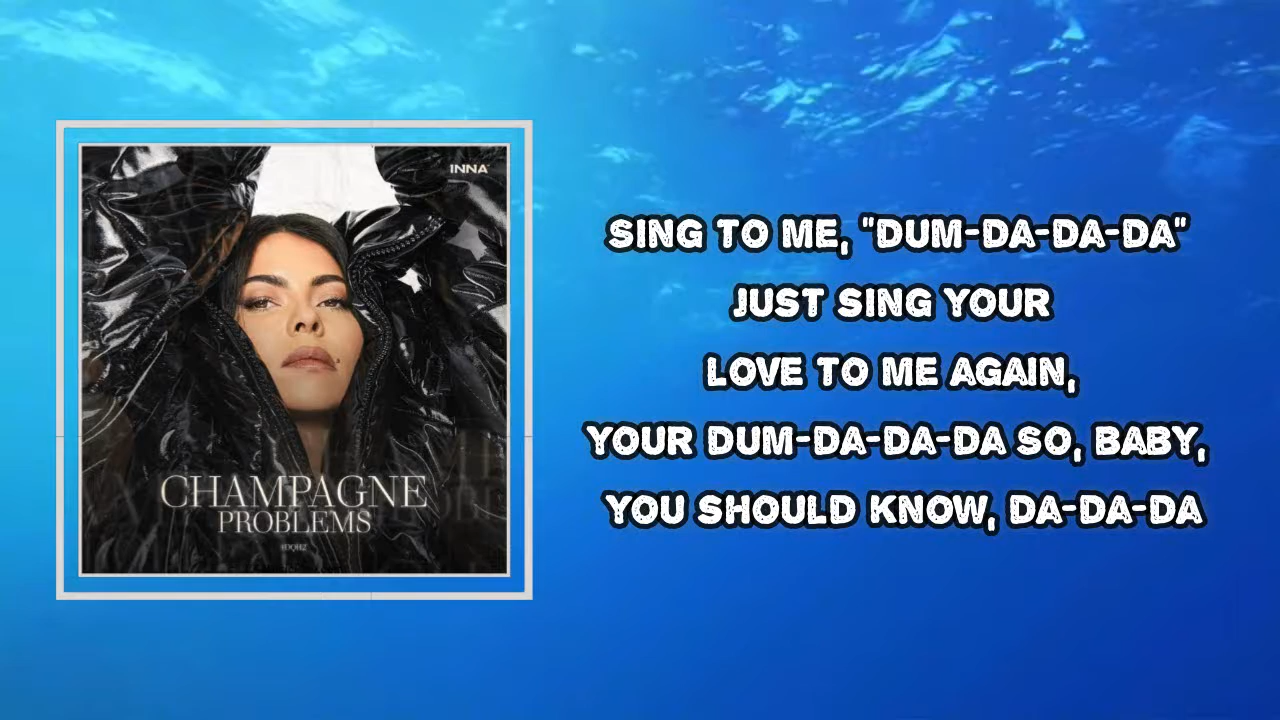 INNA
CHAMPAGNE
PROBLEMS
SING TO ME, "DUM-DA-DA-DA"
JUST SING YOUR
LOVE TO ME AGAIN,
YOUR DUM-DA-DA-DA SO, BABY,
YOU SHOULD KNOW, DA-DA-DA